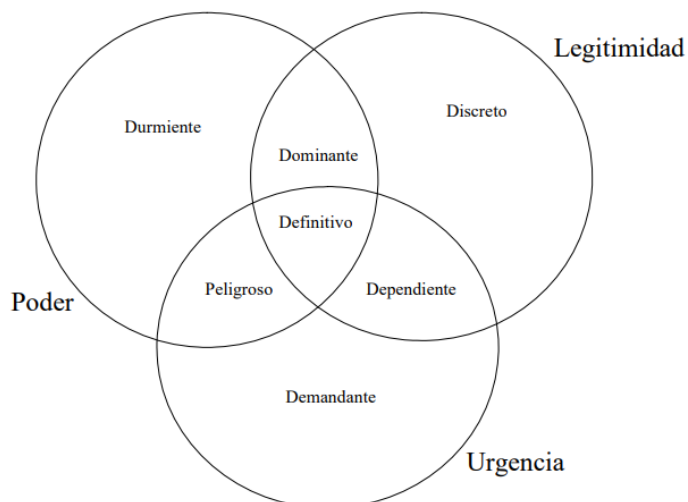 Legitimidad
Durmiente
Discreto
Dominante
Definitivo
Peligroso
Dependiente
Poder
Demandante
Urgencia